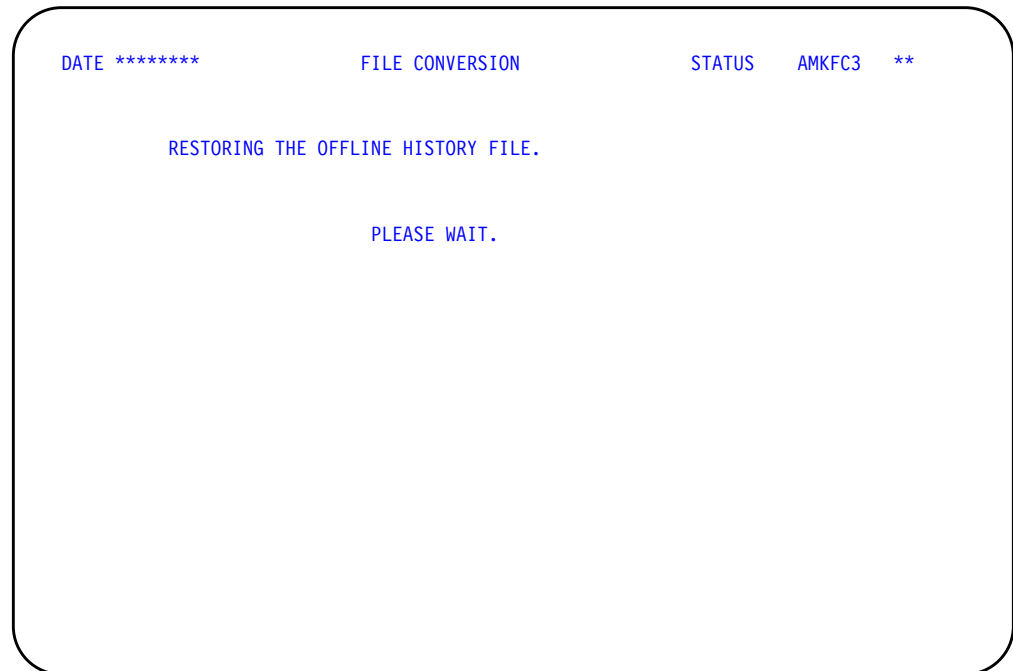 DATE ******** FILE CONVERSION STATUS AMKFC3 **
RESTORING THE OFFLINE HISTORY FILE.
PLEASE WAIT.